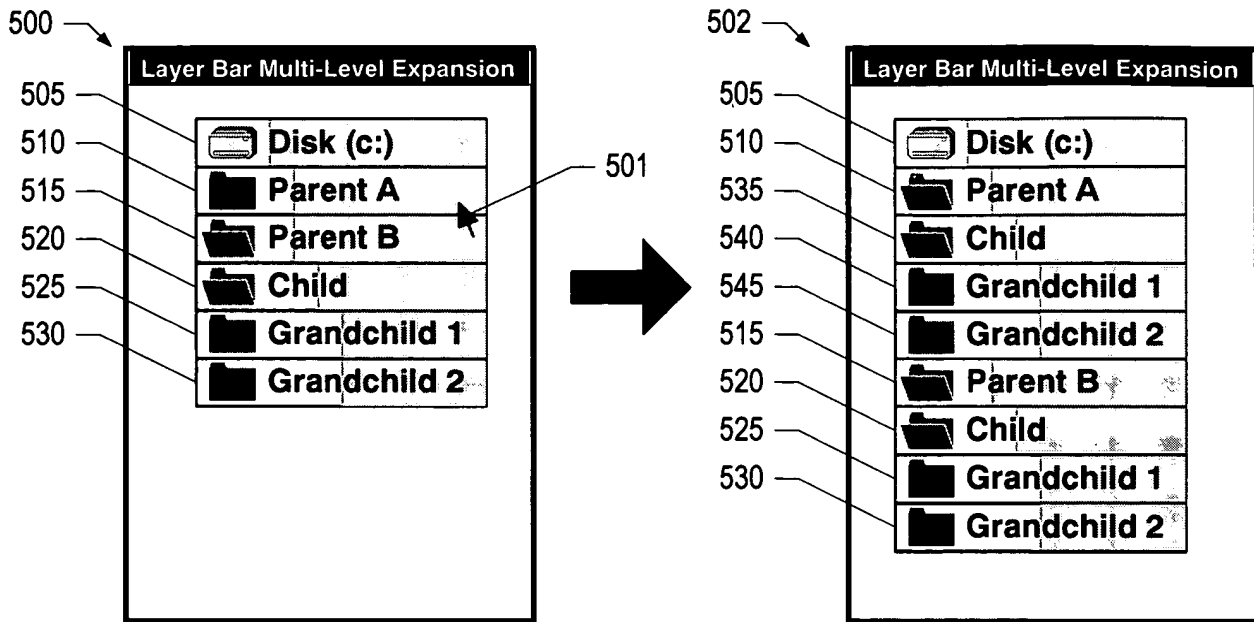 500
Layer Bar Multi-Level Expansion
505 Disk (c:)
510 Parent A
501
515 Parent B
520 Child
525 Grandchild 1
530 Grandchild 2
502
Layer Bar Multi-Level Expansion
505 Disk (c:)
510 Parent A
535 Child
540 Grandchild 1
545 Grandchild 2
515 Parent B
520 Child
525 Grandchild 1
530 Grandchild 2